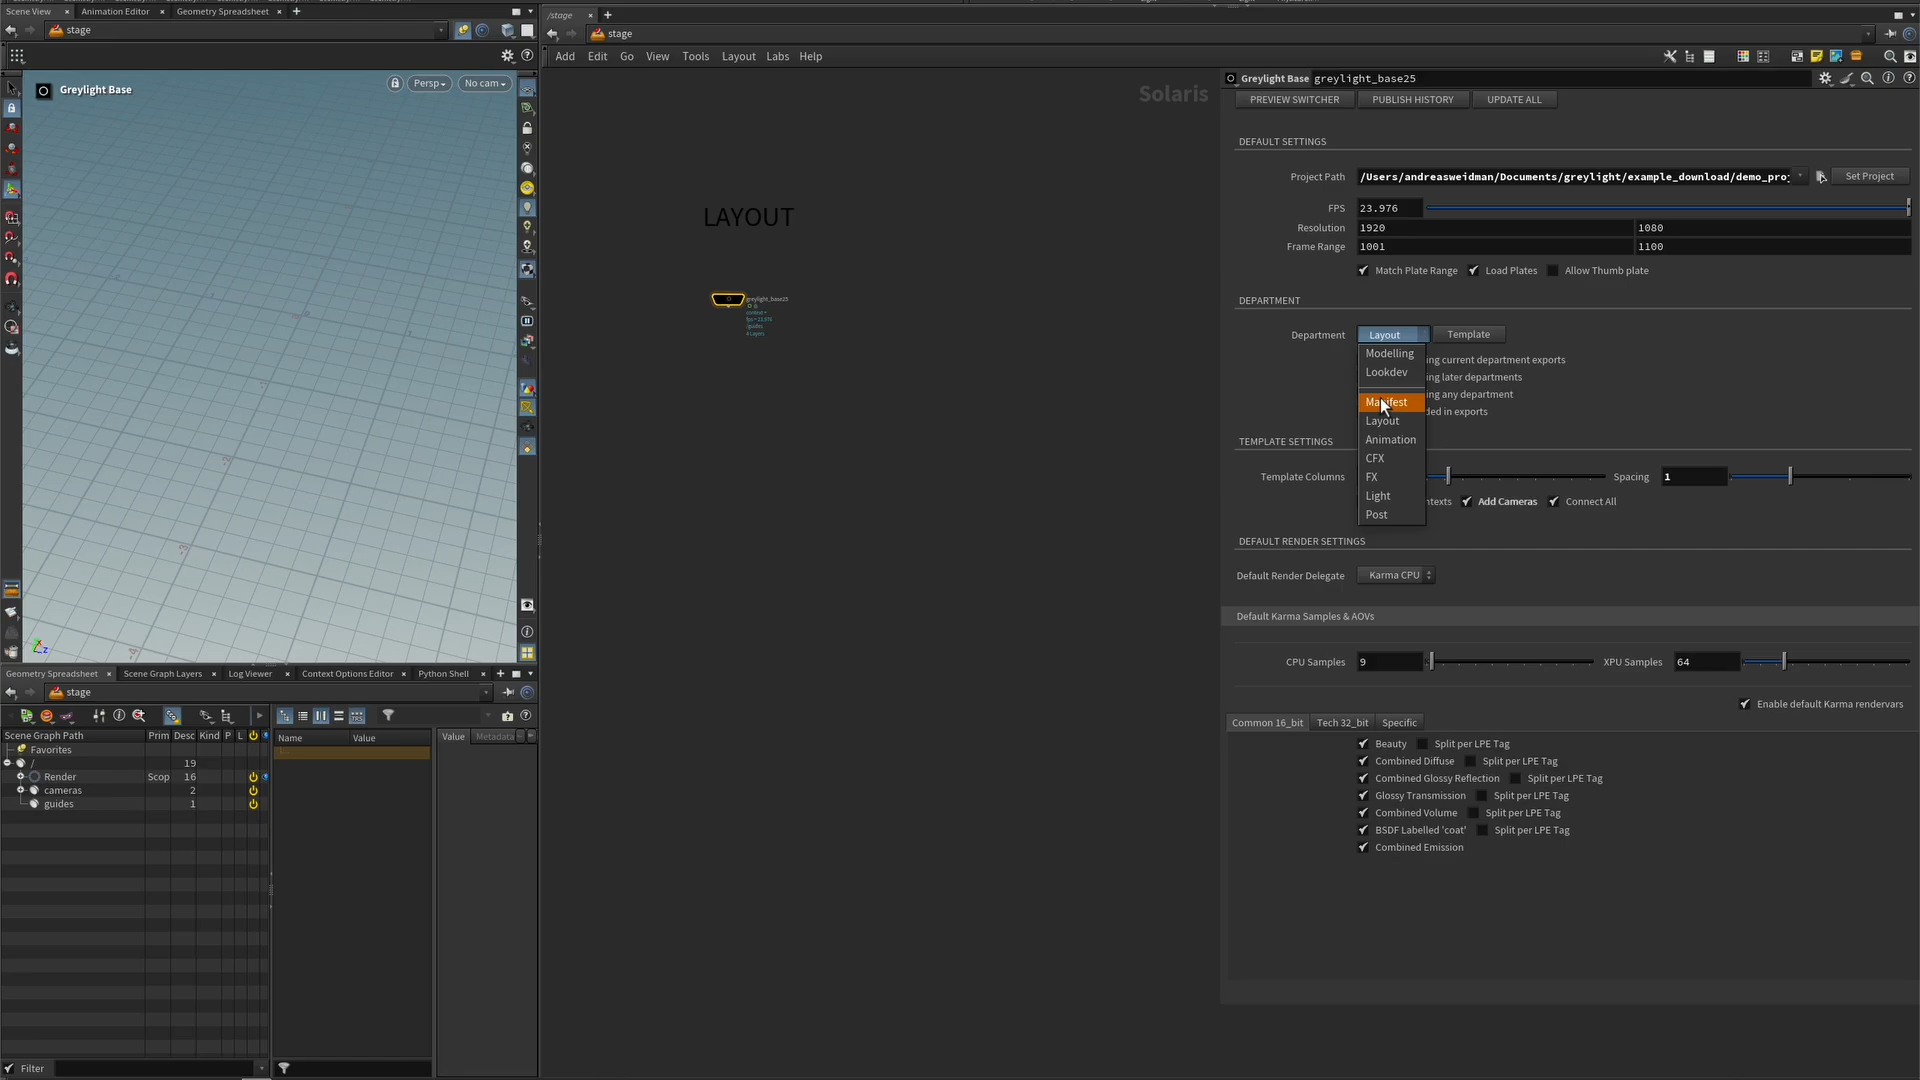 Scene View
Animation Editor
Geometry Spreadsheet
stage
Greylight Base
Persp
No cam
Geometry Spreadsheet
Scene Graph Layers
Log Viewer
Context Options Editor
Python Shell
stage
Scene Graph Path Prim Desc Kind P L
Favorites
/ 19
Render Scop 16
cameras 2
guides 1
Filter
Name Value
Value Metadata
/stage
stage
Add Edit Go View Tools Layout Labs Help
Solaris
LAYOUT
greylight_base25
context =
fps = 23.976
/guides
4 Layers
Greylight Base greylight_base25
PREVIEW SWITCHER PUBLISH HISTORY UPDATE ALL
DEFAULT SETTINGS
Project Path /Users/andreasweidman/Documents/greylight/example_download/demo_proj Set Project
FPS 23.976
Resolution 1920 1080
Frame Range 1001 1100
Match Plate Range Load Plates Allow Thumb plate
DEPARTMENT
Department Layout Template
Modelling
Lookdev
Manifest
Layout
Animation
CFX
FX
Light
Post
ing current department exports
ing later departments
ing any department
ded in exports
TEMPLATE SETTINGS
Template Columns Spacing 1
texts Add Cameras Connect All
DEFAULT RENDER SETTINGS
Default Render Delegate Karma CPU
Default Karma Samples & AOVs
CPU Samples 9 XPU Samples 64
Enable default Karma rendervars
Common 16_bit Tech 32_bit Specific
Beauty Split per LPE Tag
Combined Diffuse Split per LPE Tag
Combined Glossy Reflection Split per LPE Tag
Glossy Transmission Split per LPE Tag
Combined Volume Split per LPE Tag
BSDF Labelled 'coat' Split per LPE Tag
Combined Emission